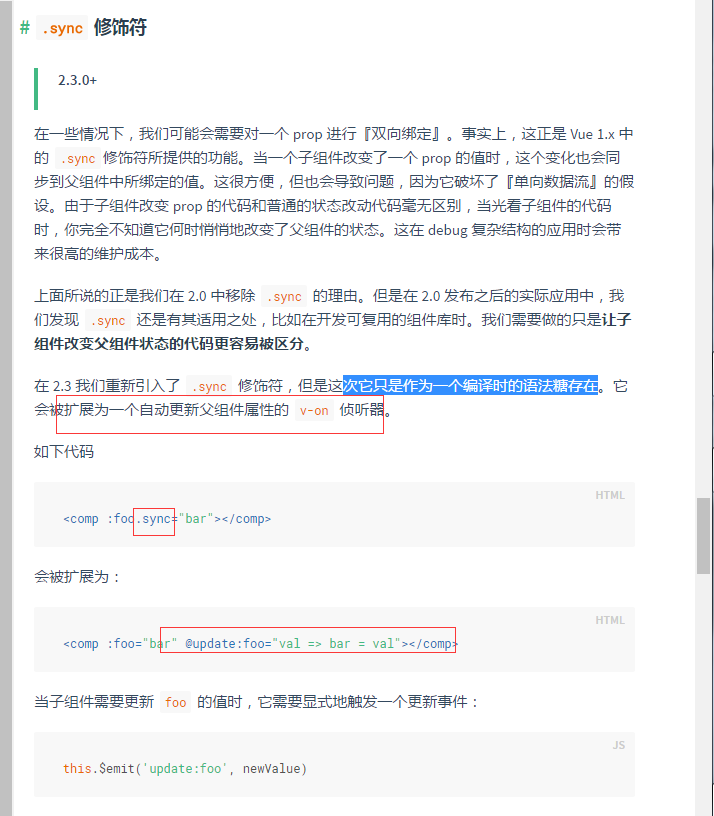 # .sync 修饰符
2.3.0+
在一些情况下，我们可能会需要对一个 prop 进行『双向绑定』。事实上，这正是 Vue 1.x 中
的 .sync 修饰符所提供的功能。当一个子组件改变了一个 prop 的值时，这个变化也会同
步到父组件中所绑定的值。这很方便，但也会导致问题，因为它破坏了『单向数据流』的假
设。由于子组件改变 prop 的代码和普通的状态改动代码毫无区别，当光看子组件的代码
时，你完全不知道它何时悄悄地改变了父组件的状态。这在 debug 复杂结构的应用时会带
来很高的维护成本。
上面所说的正是我们在 2.0 中移除 .sync 的理由。但是在 2.0 发布之后的实际应用中，我
们发现 .sync 还是有其适用之处，比如在开发可复用的组件库时。我们需要做的只是让子
组件改变父组件状态的代码更容易被区分。
在 2.3 我们重新引入了 .sync 修饰符，但是这次它只是作为一个编译时的语法糖存在。它
会被扩展为一个自动更新父组件属性的 v-on 侦听器。
如下代码
HTML
<comp :foo.sync="bar"></comp>
会被扩展为：
HTML
<comp :foo="bar" @update:foo="val => bar = val"></comp>
当子组件需要更新 foo 的值时，它需要显式地触发一个更新事件：
JS
this.$emit('update:foo', newValue)